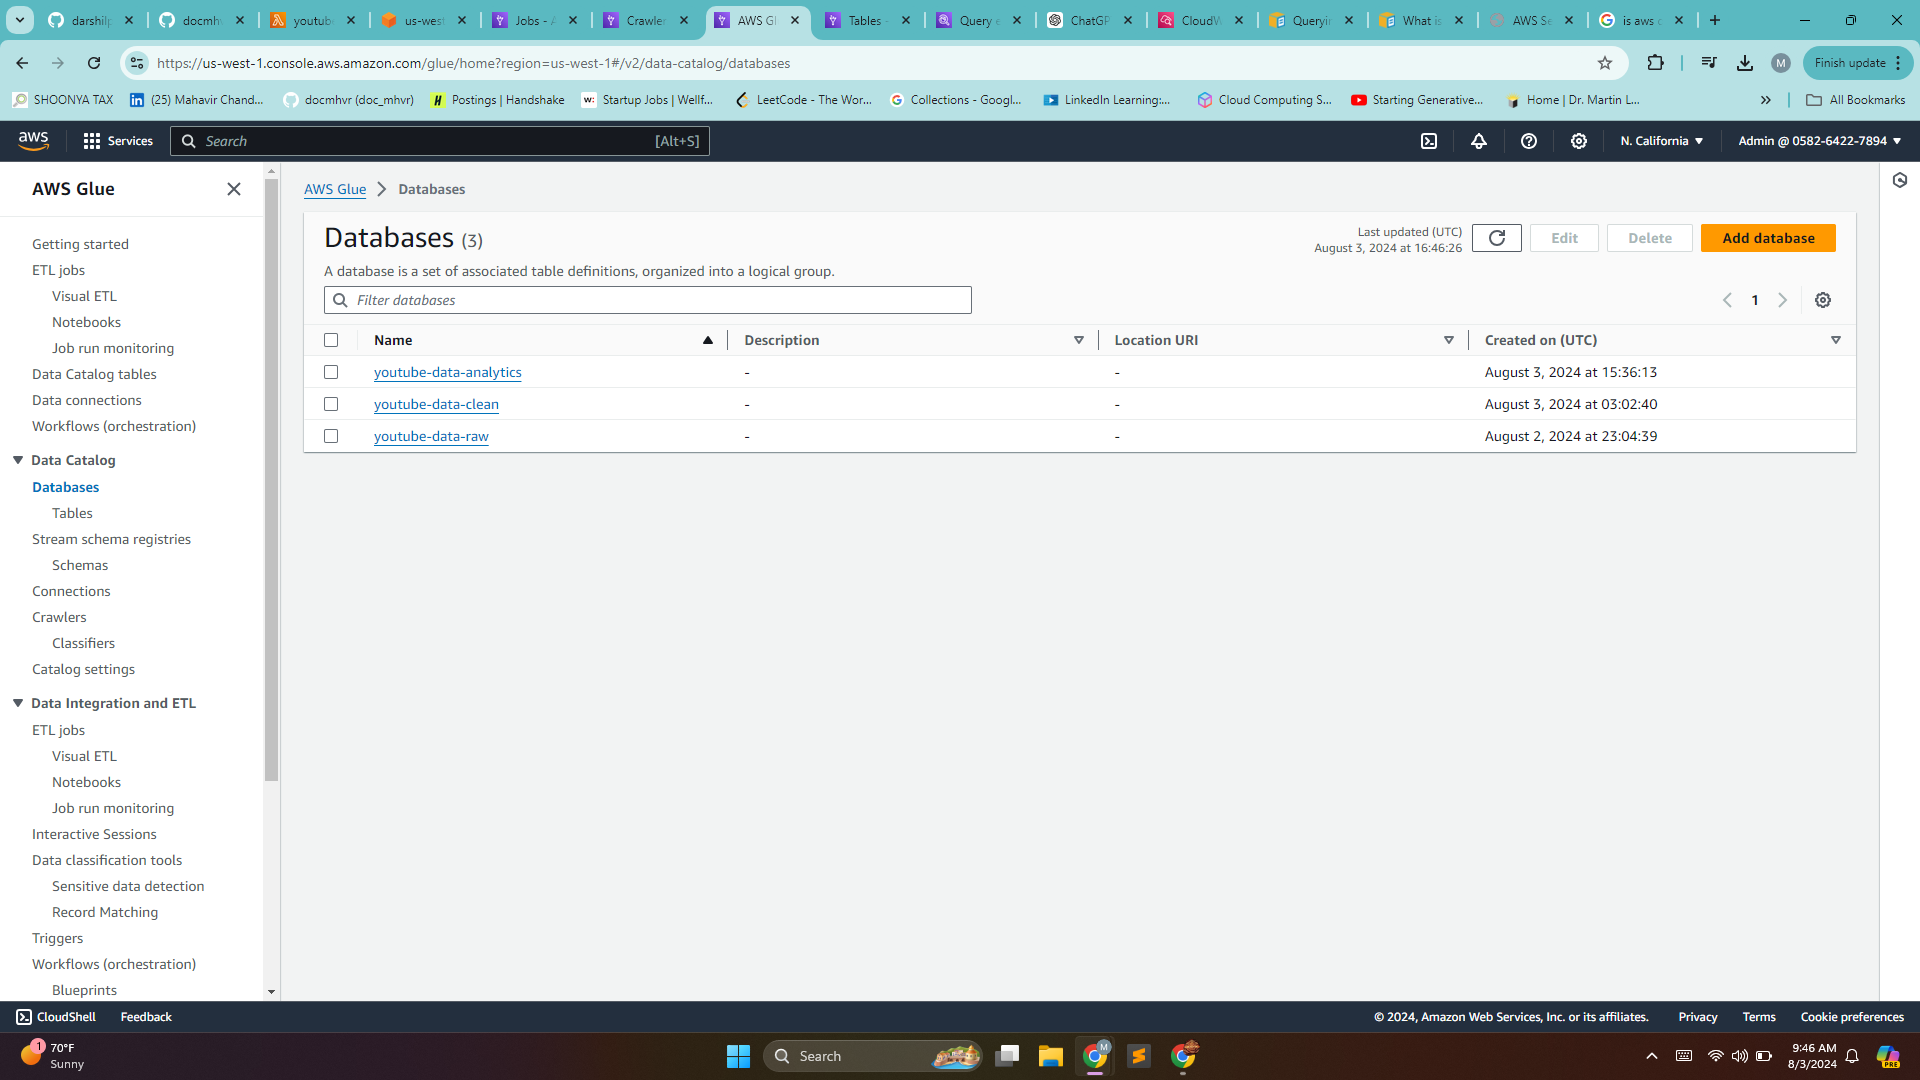 darshilp
docmhv
youtube
us-west
Jobs - A
Crawler
AWS Gl
Tables -
Query e
ChatGP
CloudW
Queryin
What is
AWS Se
is aws c
https://us-west-1.console.aws.amazon.com/glue/home?region=us-west-1#/v2/data-catalog/databases
M
Finish update
SHOONYA TAX
(25) Mahavir Chand...
docmhvr (doc_mhvr)
Postings | Handshake
Startup Jobs | Wellf...
LeetCode - The Wor...
Collections - Googl...
LinkedIn Learning:...
Cloud Computing S...
Starting Generative...
Home | Dr. Martin L...
All Bookmarks
aws
Services
Search
[Alt+S]
N. California
Admin @ 0582-6422-7894
AWS Glue
Getting started
ETL jobs
Visual ETL
Notebooks
Job run monitoring
Data Catalog tables
Data connections
Workflows (orchestration)
Data Catalog
Databases
Tables
Stream schema registries
Schemas
Connections
Crawlers
Classifiers
Catalog settings
Data Integration and ETL
ETL jobs
Visual ETL
Notebooks
Job run monitoring
Interactive Sessions
Data classification tools
Sensitive data detection
Record Matching
Triggers
Workflows (orchestration)
Blueprints
AWS Glue > Databases
Databases (3)
Last updated (UTC)
August 3, 2024 at 16:46:26
Edit
Delete
Add database
A database is a set of associated table definitions, organized into a logical group.
Filter databases
1
Name Description Location URI Created on (UTC)
youtube-data-analytics - - August 3, 2024 at 15:36:13
youtube-data-clean - - August 3, 2024 at 03:02:40
youtube-data-raw - - August 2, 2024 at 23:04:39
CloudShell
Feedback
© 2024, Amazon Web Services, Inc. or its affiliates.
Privacy
Terms
Cookie preferences
1
70°F
Sunny
Search
M
9:46 AM
8/3/2024
PRE